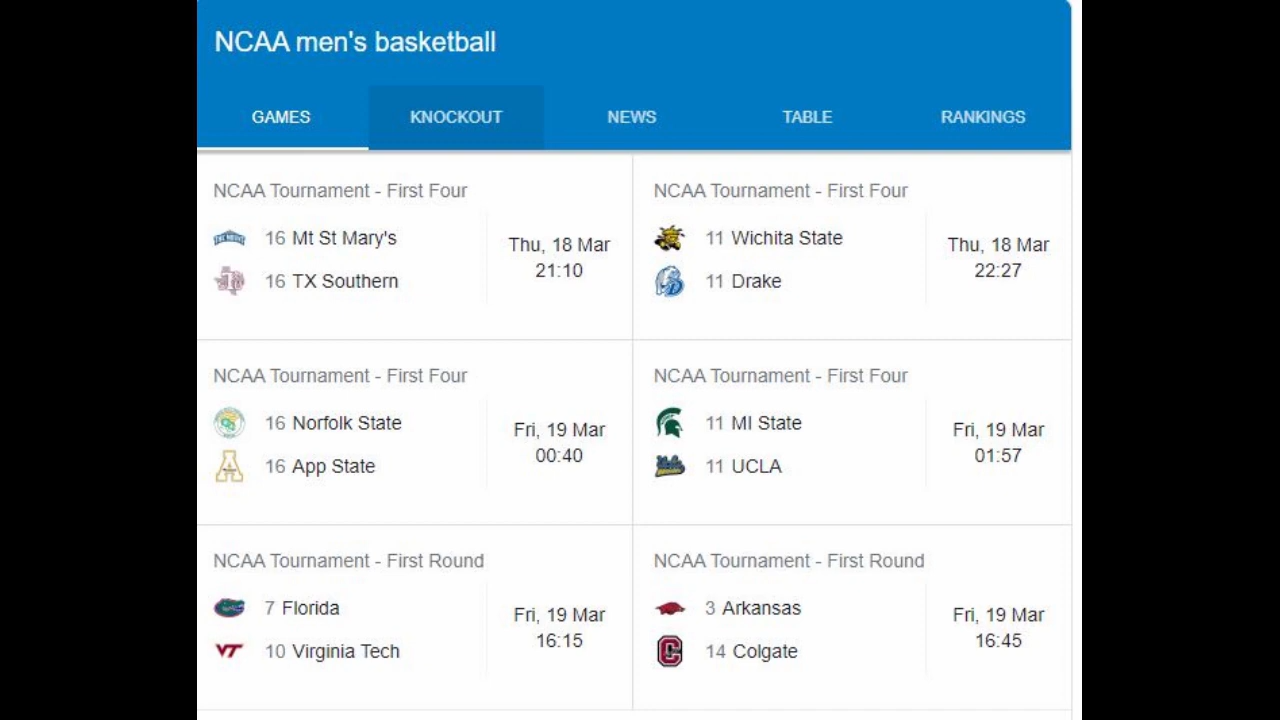 NCAA men's basketball
GAMES
KNOCKOUT
NEWS
TABLE
RANKINGS
NCAA Tournament - First Four
16 Mt St Mary's
16 TX Southern
Thu, 18 Mar
21:10
NCAA Tournament - First Four
11 Wichita State
11 Drake
Thu, 18 Mar
22:27
NCAA Tournament - First Four
16 Norfolk State
16 App State
Fri, 19 Mar
00:40
NCAA Tournament - First Four
11 MI State
11 UCLA
Fri, 19 Mar
01:57
NCAA Tournament - First Round
7 Florida
10 Virginia Tech
Fri, 19 Mar
16:15
NCAA Tournament - First Round
3 Arkansas
14 Colgate
Fri, 19 Mar
16:45